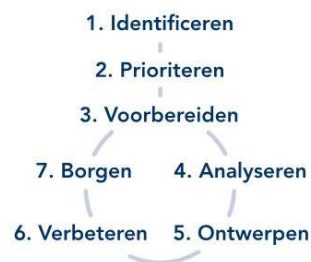 1. Identificeren
2. Prioriteren
3. Voorbereiden
7. Borgen 4. Analyseren
6. Verbeteren 5. Ontwerpen